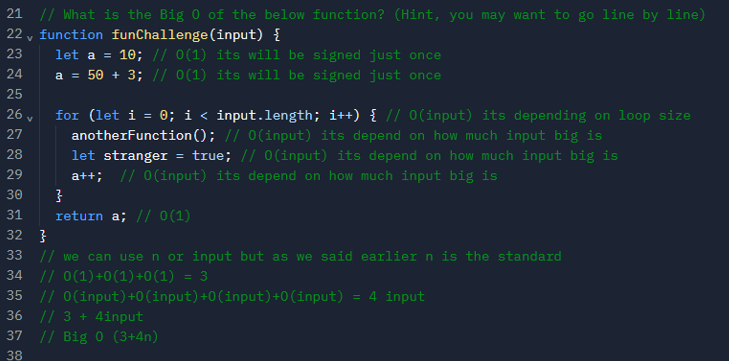 21 // What is the Big O of the below function? (Hint, you may want to go line by line)
22 function funChallenge(input) {
23 let a = 10; // O(1) its will be signed just once
24 a = 50 + 3; // O(1) its will be signed just once
25
26 for (let i = 0; i < input.length; i++) { // O(input) its depending on loop size
27 anotherFunction(); // O(input) its depend on how much input big is
28 let stranger = true; // O(input) its depend on how much input big is
29 a++; // O(input) its depend on how much input big is
30 }
31 return a; // O(1)
32 }
33 // we can use n or input but as we said earlier n is the standard
34 // O(1)+O(1)+O(1) = 3
35 // O(input)+O(input)+O(input)+O(input) = 4 input
36 // 3 + 4input
37 // Big O (3+4n)
38